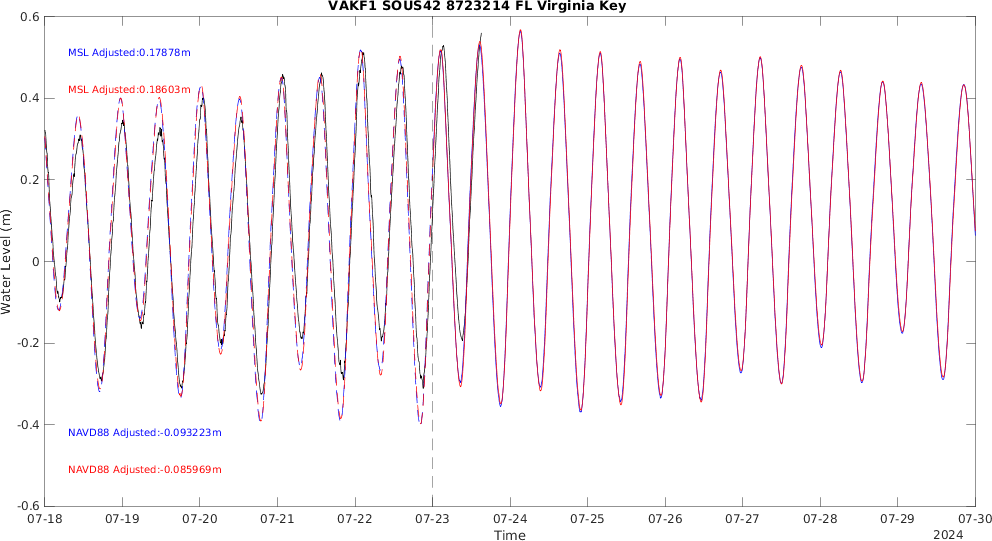 VAKF1 SOUS42 8723214 FL Virginia Key
0.6
MSL Adjusted:0.17878m
MSL Adjusted:0.18603m
0.4
0.2
Water Level (m)
0
-0.2
-0.4
NAVD88 Adjusted:-0.093223m
NAVD88 Adjusted:-0.085969m
-0.6
07-18 07-19 07-20 07-21 07-22 07-23 07-24 07-25 07-26 07-27 07-28 07-29 07-30
Time
2024